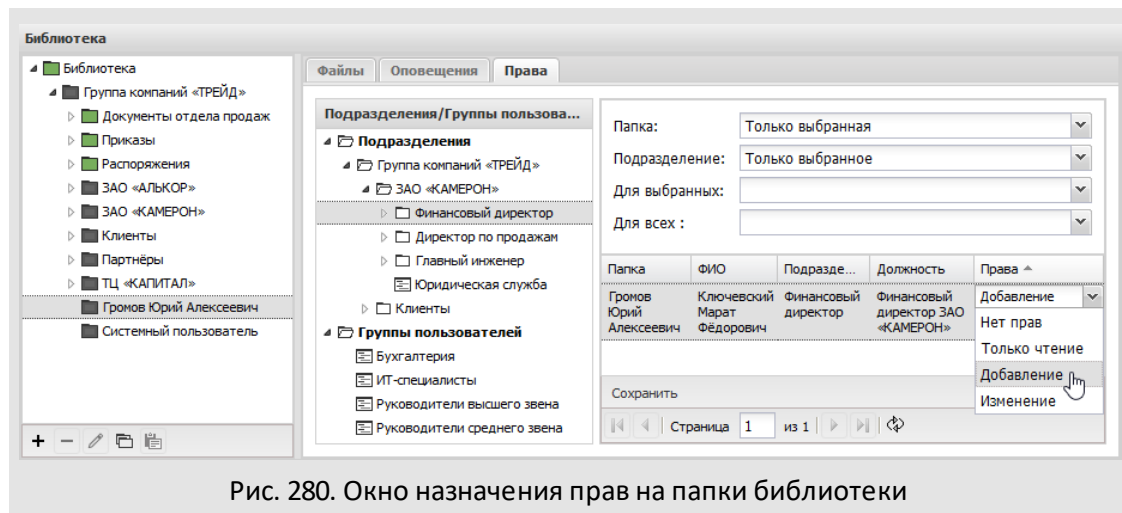 Библиотека
Библиотека
Группа компаний «ТРЕЙД»
Документы отдела продаж
Приказы
Распоряжения
ЗАО «АЛЬКОР»
ЗАО «КАМЕРОН»
Клиенты
Партнёры
ТЦ «КАПИТАЛ»
Громов Юрий Алексеевич
Системный пользователь
Файлы Оповещения Права
Подразделения/Группы пользова...
Подразделения
Группа компаний «ТРЕЙД»
ЗАО «КАМЕРОН»
Финансовый директор
Директор по продажам
Главный инженер
Юридическая служба
Клиенты
Группы пользователей
Бухгалтерия
ИТ-специалисты
Руководители высшего звена
Руководители среднего звена
Папка: Только выбранная
Подразделение: Только выбранное
Для выбранных:
Для всех :
Папка ФИО Подразде... Должность Права
Громов Ключевский Финансовый Финансовый Добавление
Юрий Марат директор директор ЗАО
Алексеевич Фёдорович «КАМЕРОН»
Нет прав
Только чтение
Добавление
Изменение
Сохранить
Страница 1 из 1
Рис. 280. Окно назначения прав на папки библиотеки